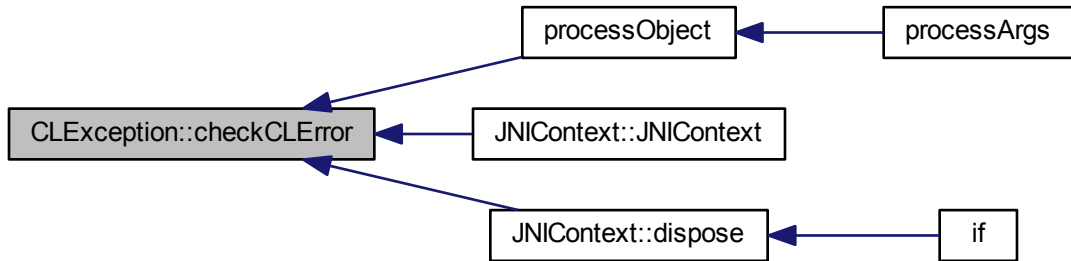 processObject
processArgs
CLException::checkCLError
JNIContext::JNIContext
JNIContext::dispose
if